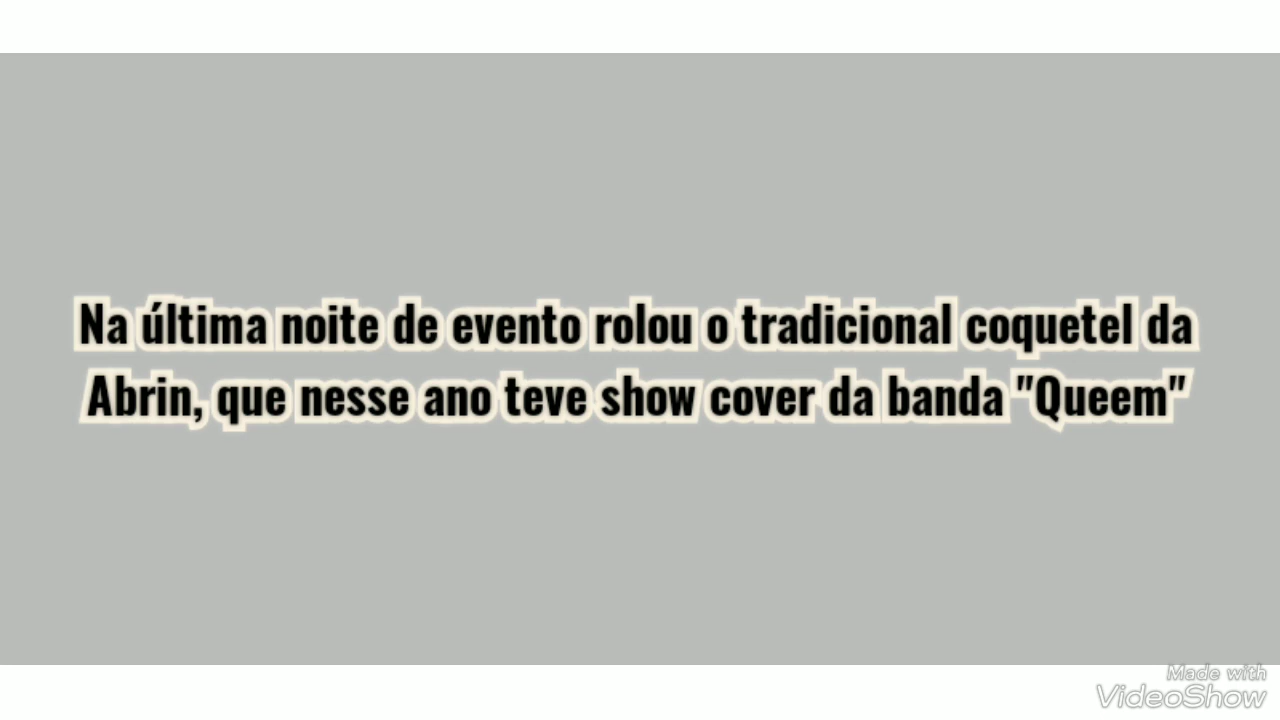 Na última noite de evento rolou o tradicional coquetel da
Abrin, que nesse ano teve show cover da banda "Queem"
Made with
VideoShow